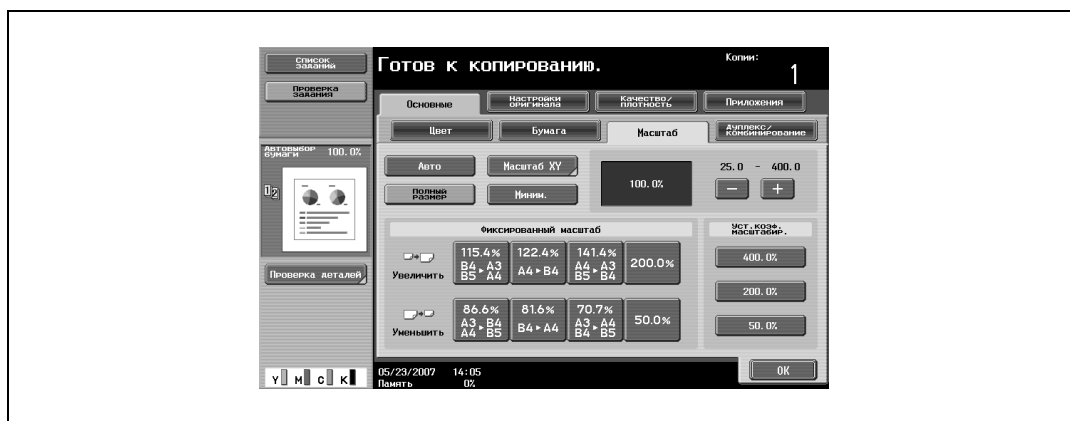 Список
заданий
Проверка
задания
Готов к копированию.
Копии:
1
Основные
Настройки
оригинала
Качество/
плотность
Приложения
Цвет
Бумага
Масштаб
Дуплекс/
комбинирование
Автовыбор
бумаги
100.0%
1 2
Проверка деталей
Авто
Масштаб XY
Полный
размер
Миним.
100.0%
25.0 - 400.0
− +
Фиксированный масштаб
Увеличить
115.4%
B4 ▸ A3
B5 ▸ A4
122.4%
A4 ▸ B4
141.4%
A4 ▸ A3
B5 ▸ B4
200.0%
Уменьшить
86.6%
A3 ▸ B4
A4 ▸ B5
81.6%
B4 ▸ A4
70.7%
A3 ▸ A4
B4 ▸ B5
50.0%
Уст.коэф.
масштабир.
400.0%
200.0%
50.0%
Y M C K
05/23/2007 14:05
Память 0%
OK